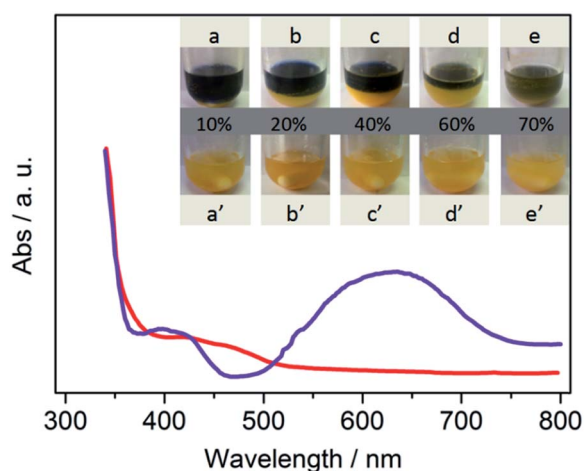 a b c d e
10% 20% 40% 60% 70%
a’ b’ c’ d’ e’
Abs / a. u.
300 400 500 600 700 800
Wavelength / nm